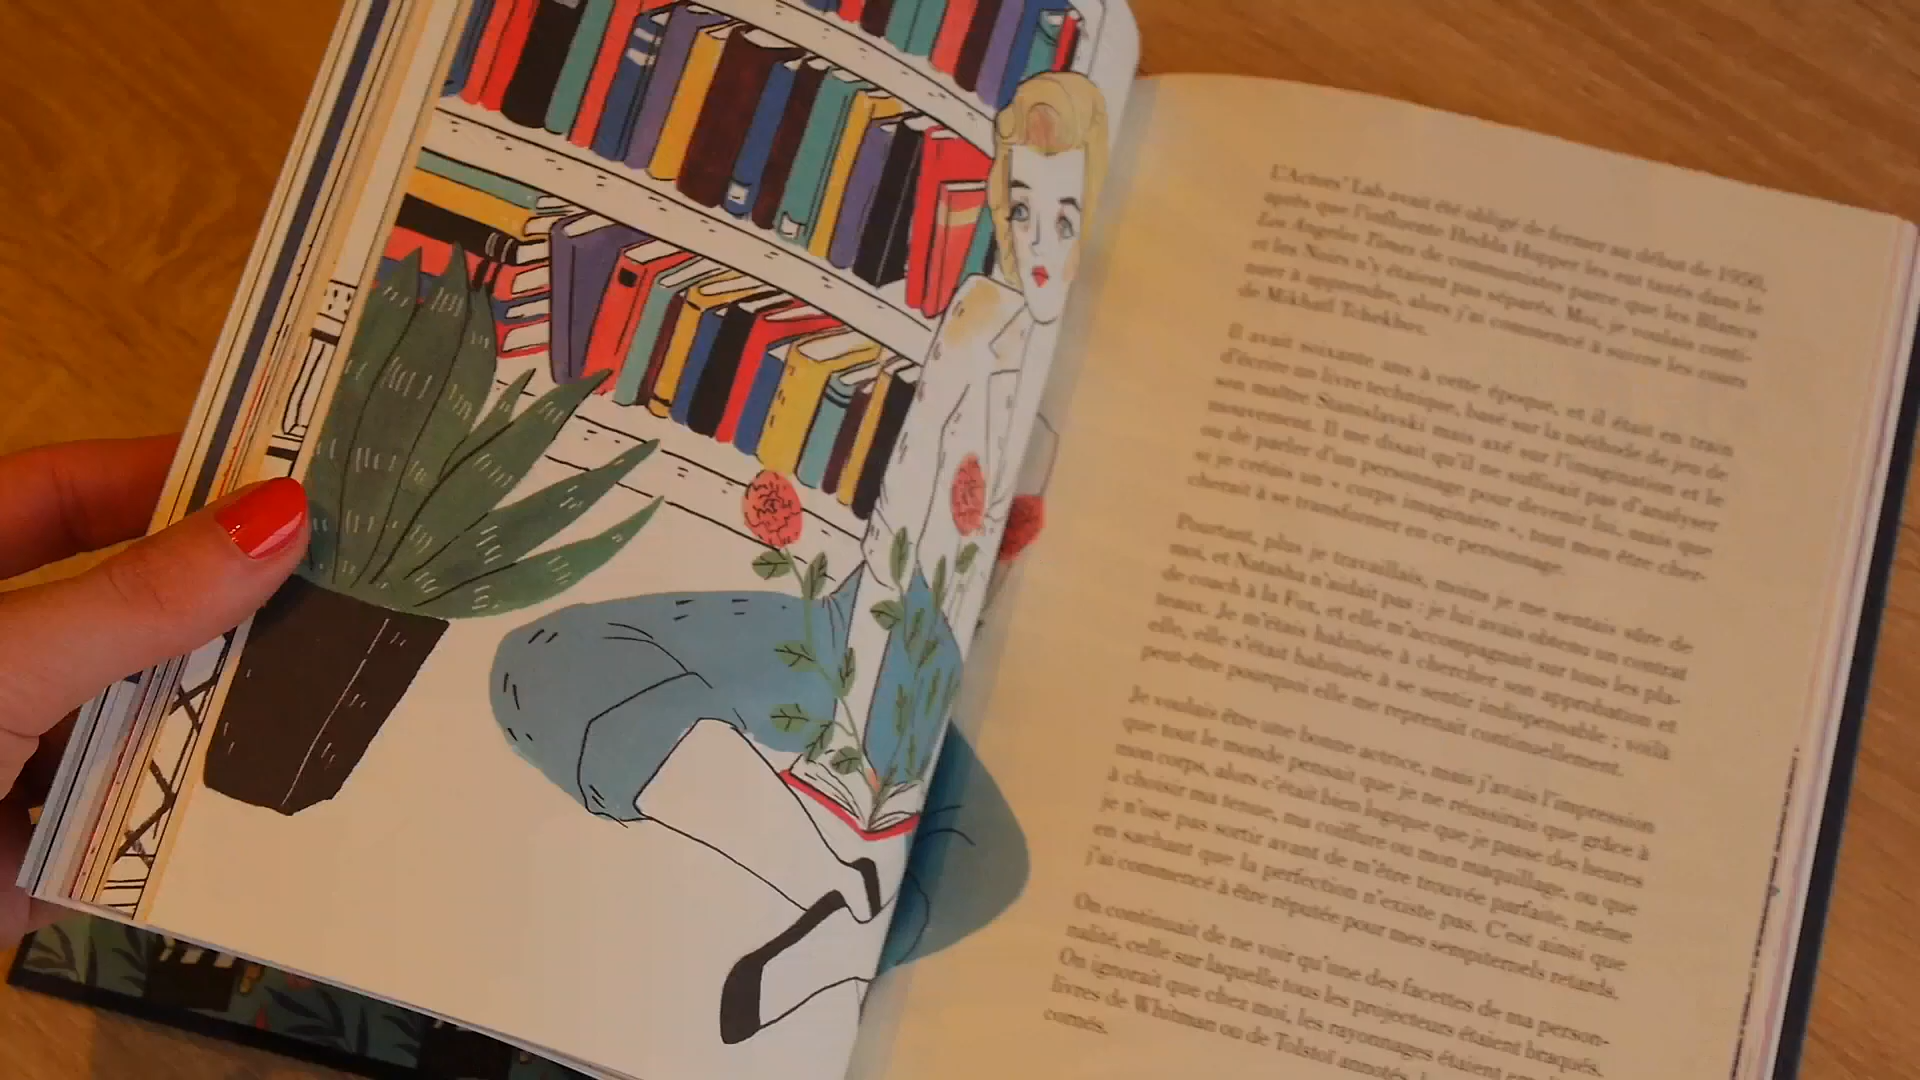 L'Actors' Lab avait été obligé de fermer au début de 1950,
après que l'influente Hedda Hopper les eut taxés dans le
Los Angeles Times de communistes parce que les Blancs
et les Noirs n'y étaient pas séparés. Moi, je voulais conti-
nuer à apprendre, alors j'ai commencé à suivre les cours
de Mikhaïl Tchekhov.
Il avait soixante ans à cette époque, et il était en train
d'écrire un livre technique, basé sur la méthode de jeu de
son maître Stanislavski mais axé sur l'imagination et le
mouvement. Il me disait qu'il ne suffisait pas d'analyser
ou de parler d'un personnage pour devenir lui, mais que
si je créais un « corps imaginaire », tout mon être cher-
cherait à se transformer en ce personnage.
Pourtant, plus je travaillais, moins je me sentais sûre de
moi, et Natasha n'aidait pas : je lui avais obtenu un contrat
de coach à la Fox, et elle m'accompagnait sur tous les pla-
teaux. Je m'étais habituée à chercher son approbation et
elle, elle s'était habituée à se sentir indispensable ; voilà
peut-être pourquoi elle me reprenait continuellement.
Je voulais être une bonne actrice, mais j'avais l'impression
que tout le monde pensait que je ne réussirais que grâce à
mon corps, alors c'était bien logique que je passe des heures
à choisir ma tenue, ma coiffure ou mon maquillage, ou que
je n'use pas sortir avant de m'être trouvée parfaite, même
en sachant que la perfection n'existe pas. C'est ainsi que
j'ai commencé à être réputée pour mes sempiternels retards.
On continuait de ne voir qu'une des facettes de ma person-
nalité, celle sur laquelle tous les projecteurs étaient braqués.
On ignorait que chez moi, les rayonnages étaient
livres de Whitman ou de Tolstoï annotés,
cornés.